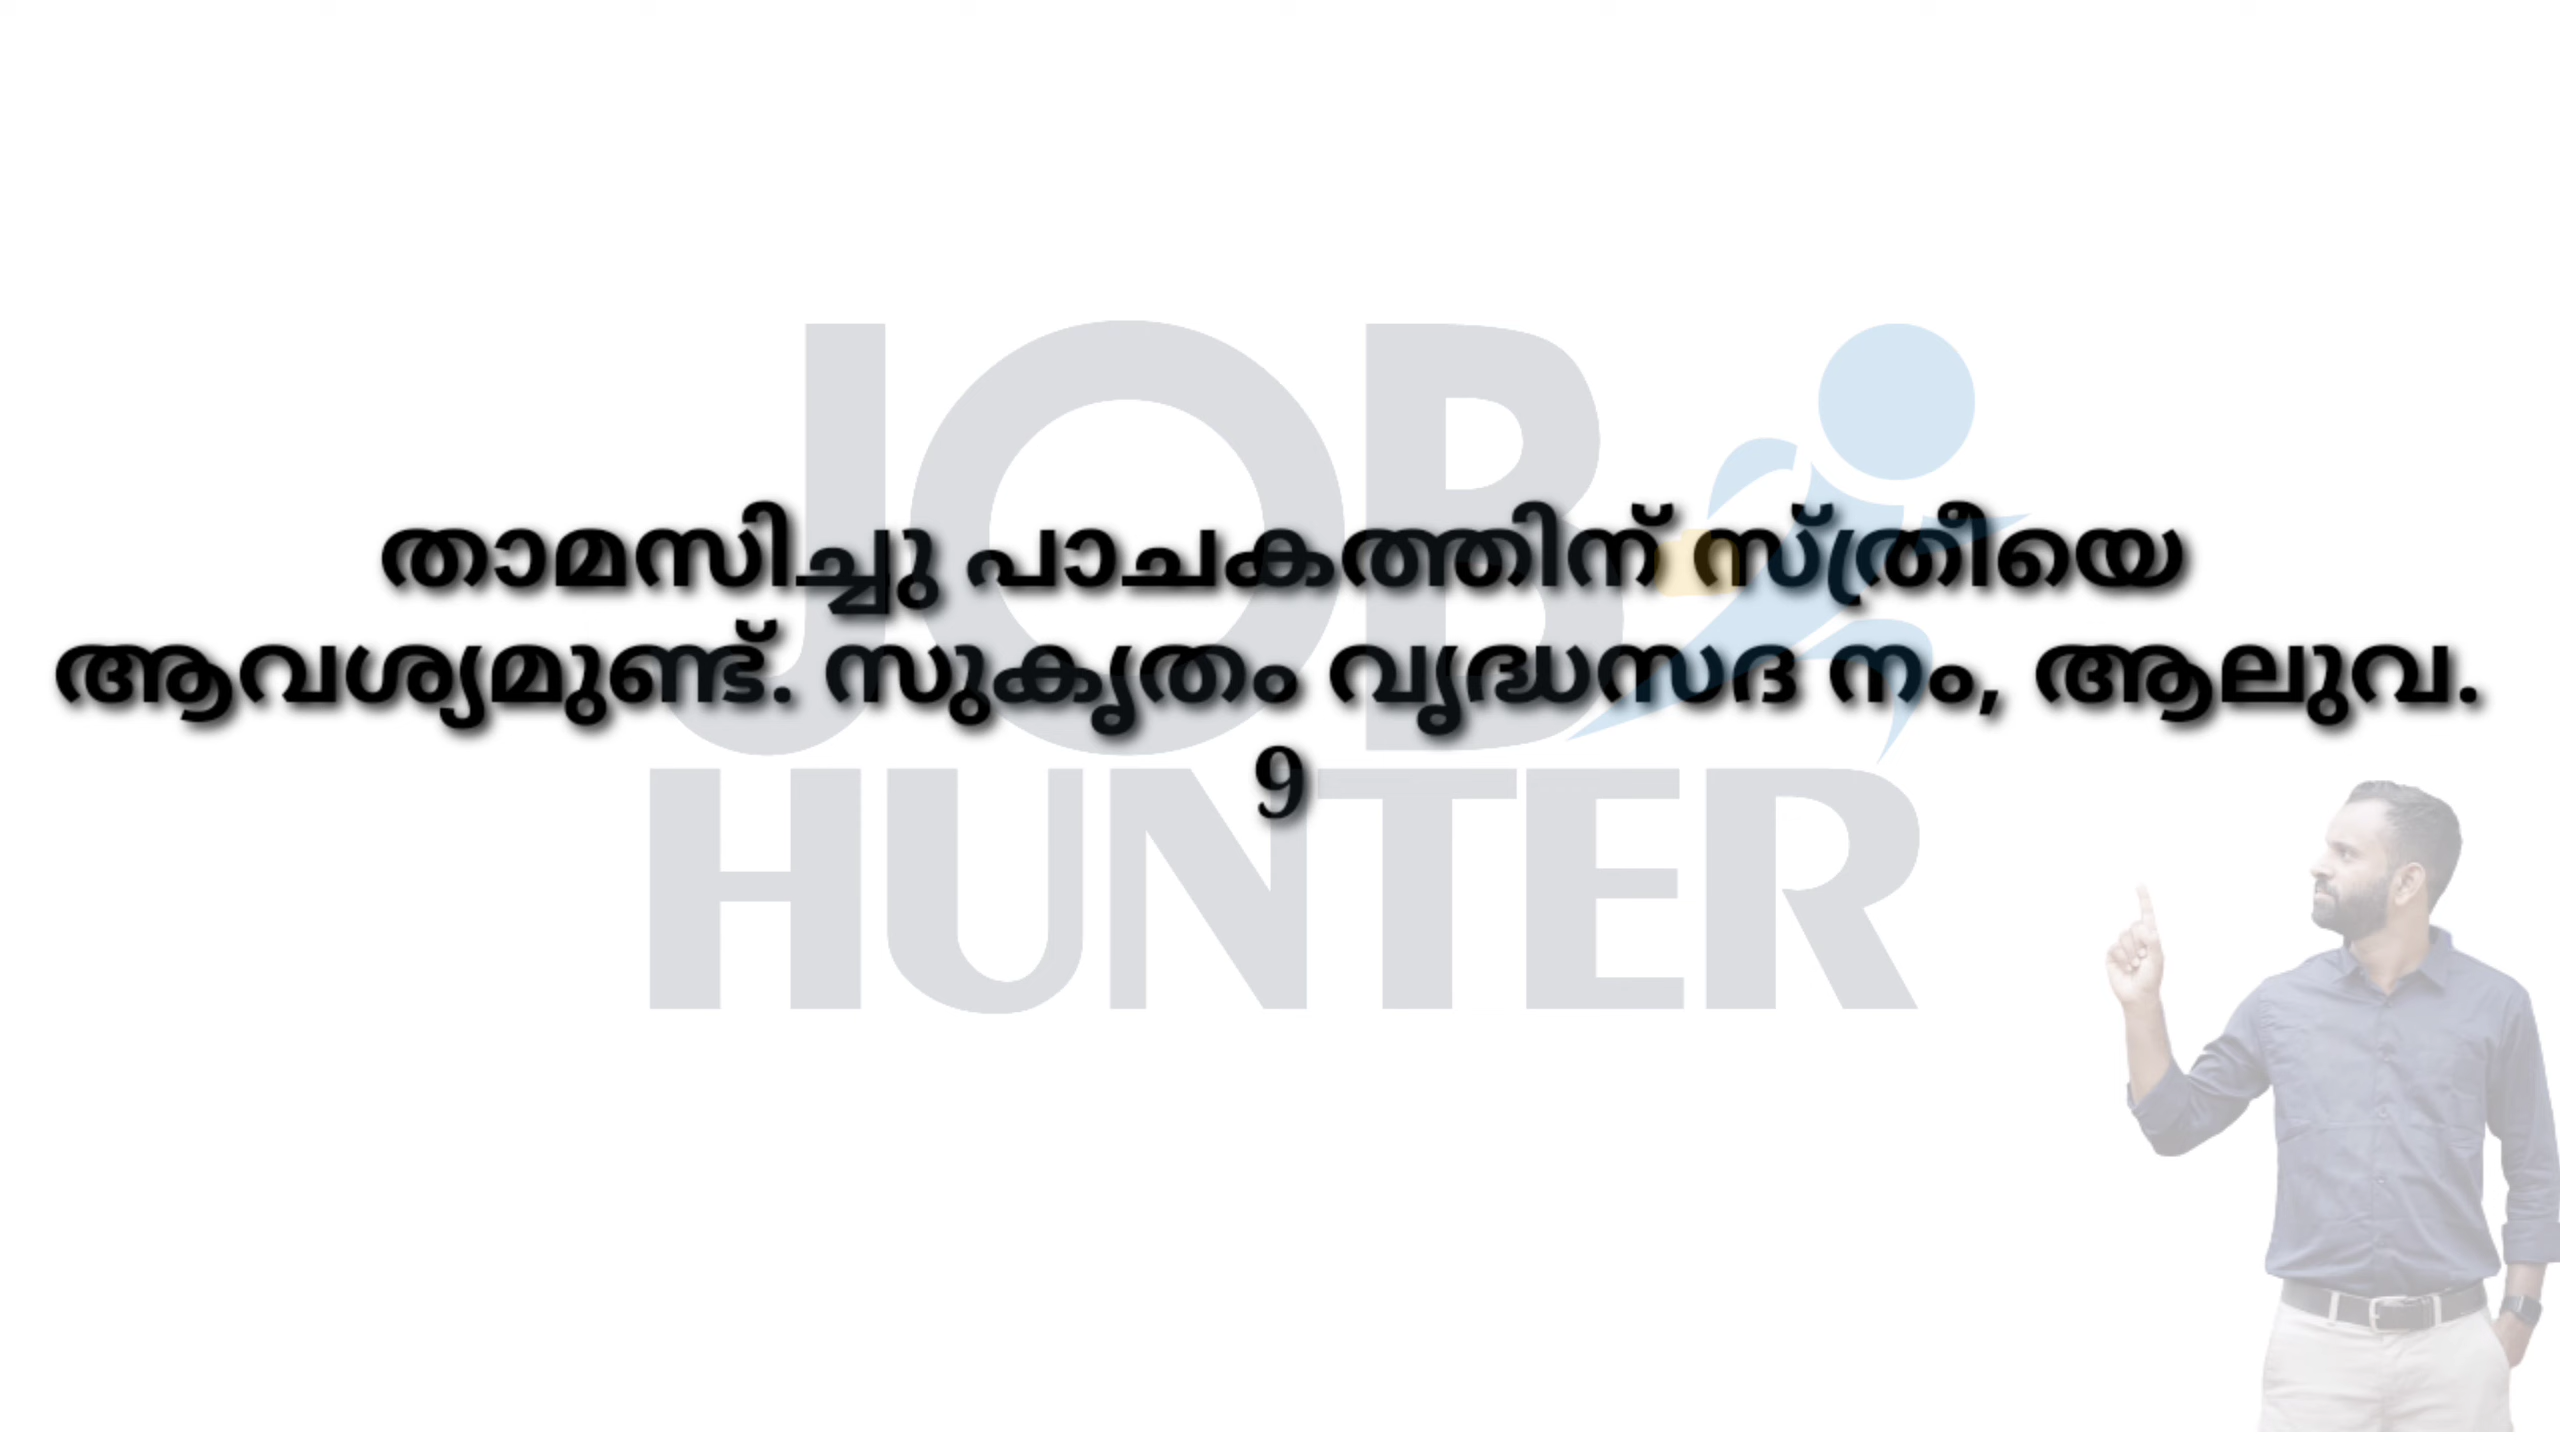 താമസിച്ചു പാചകത്തിന് സ്ത്രീയെ
ആവശ്യമുണ്ട്. സുകൃതം വൃദ്ധസദ നം, ആലുവ.
9
JOB
HUNTER